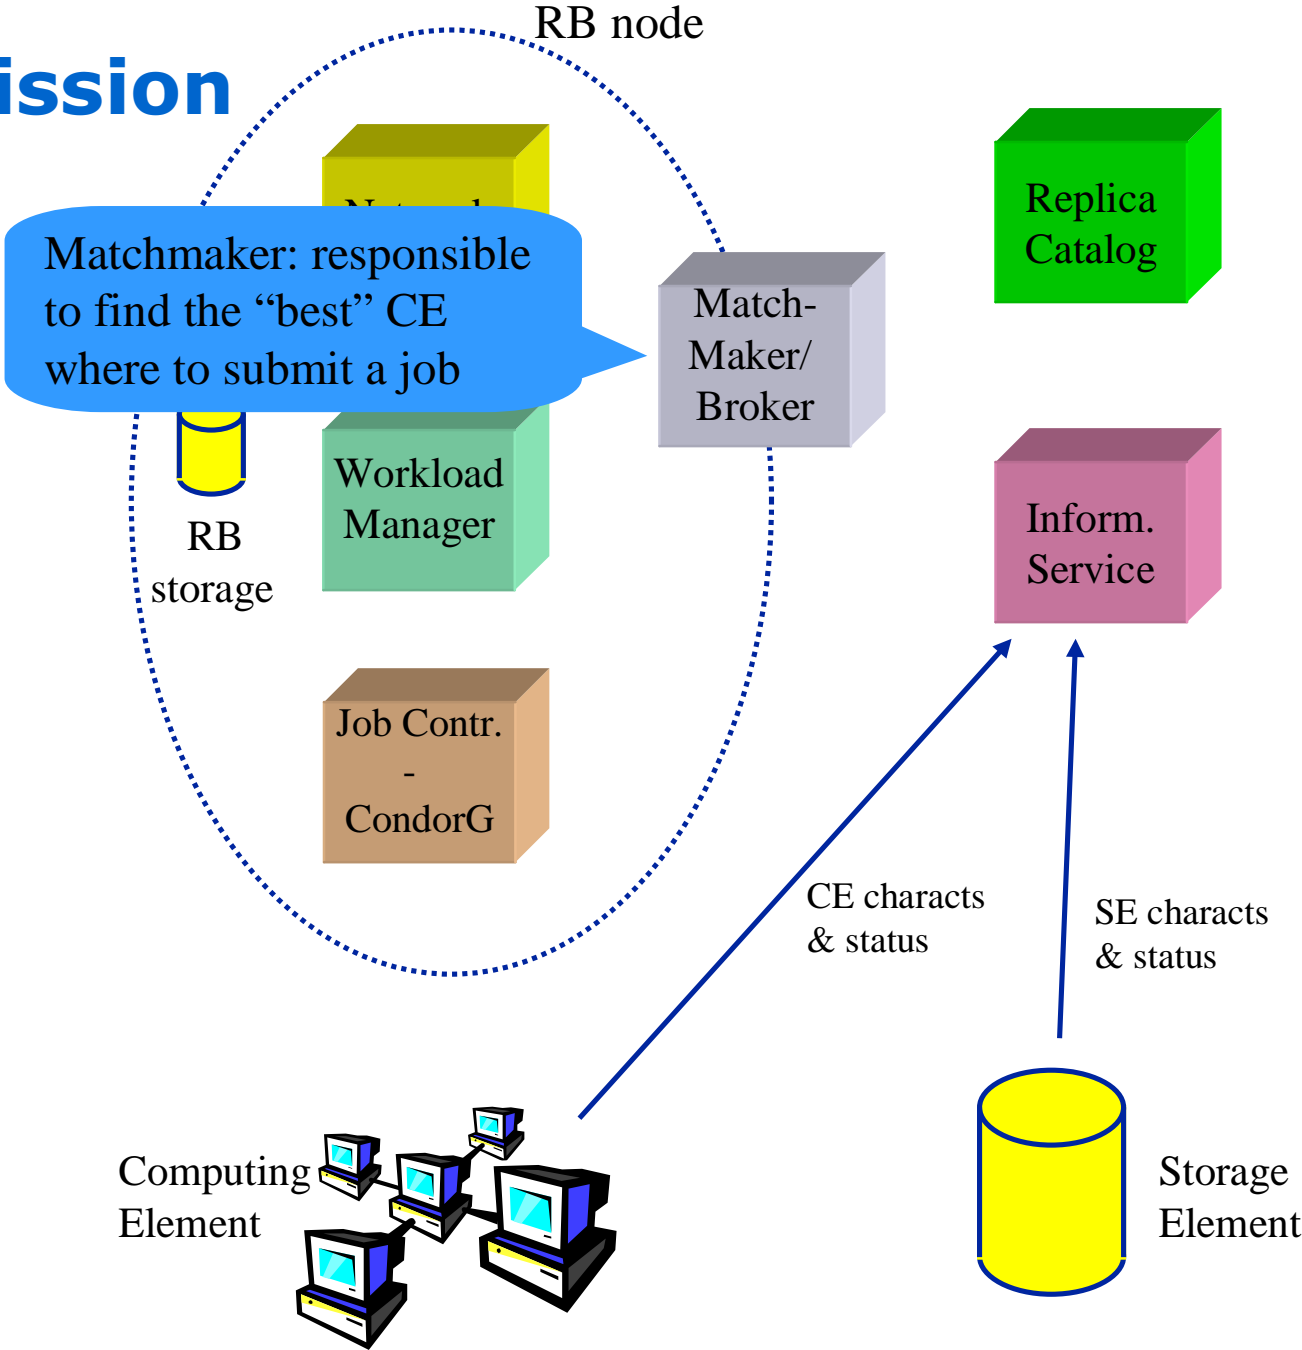 RB node
ission
Replica
Catalog
Matchmaker: responsible
to find the “best” CE
where to submit a job
Match-
Maker/
Broker
Workload
Manager
RB
storage
Inform.
Service
Job Contr.
-
CondorG
CE characts
& status
SE characts
& status
Computing
Element
Storage
Element